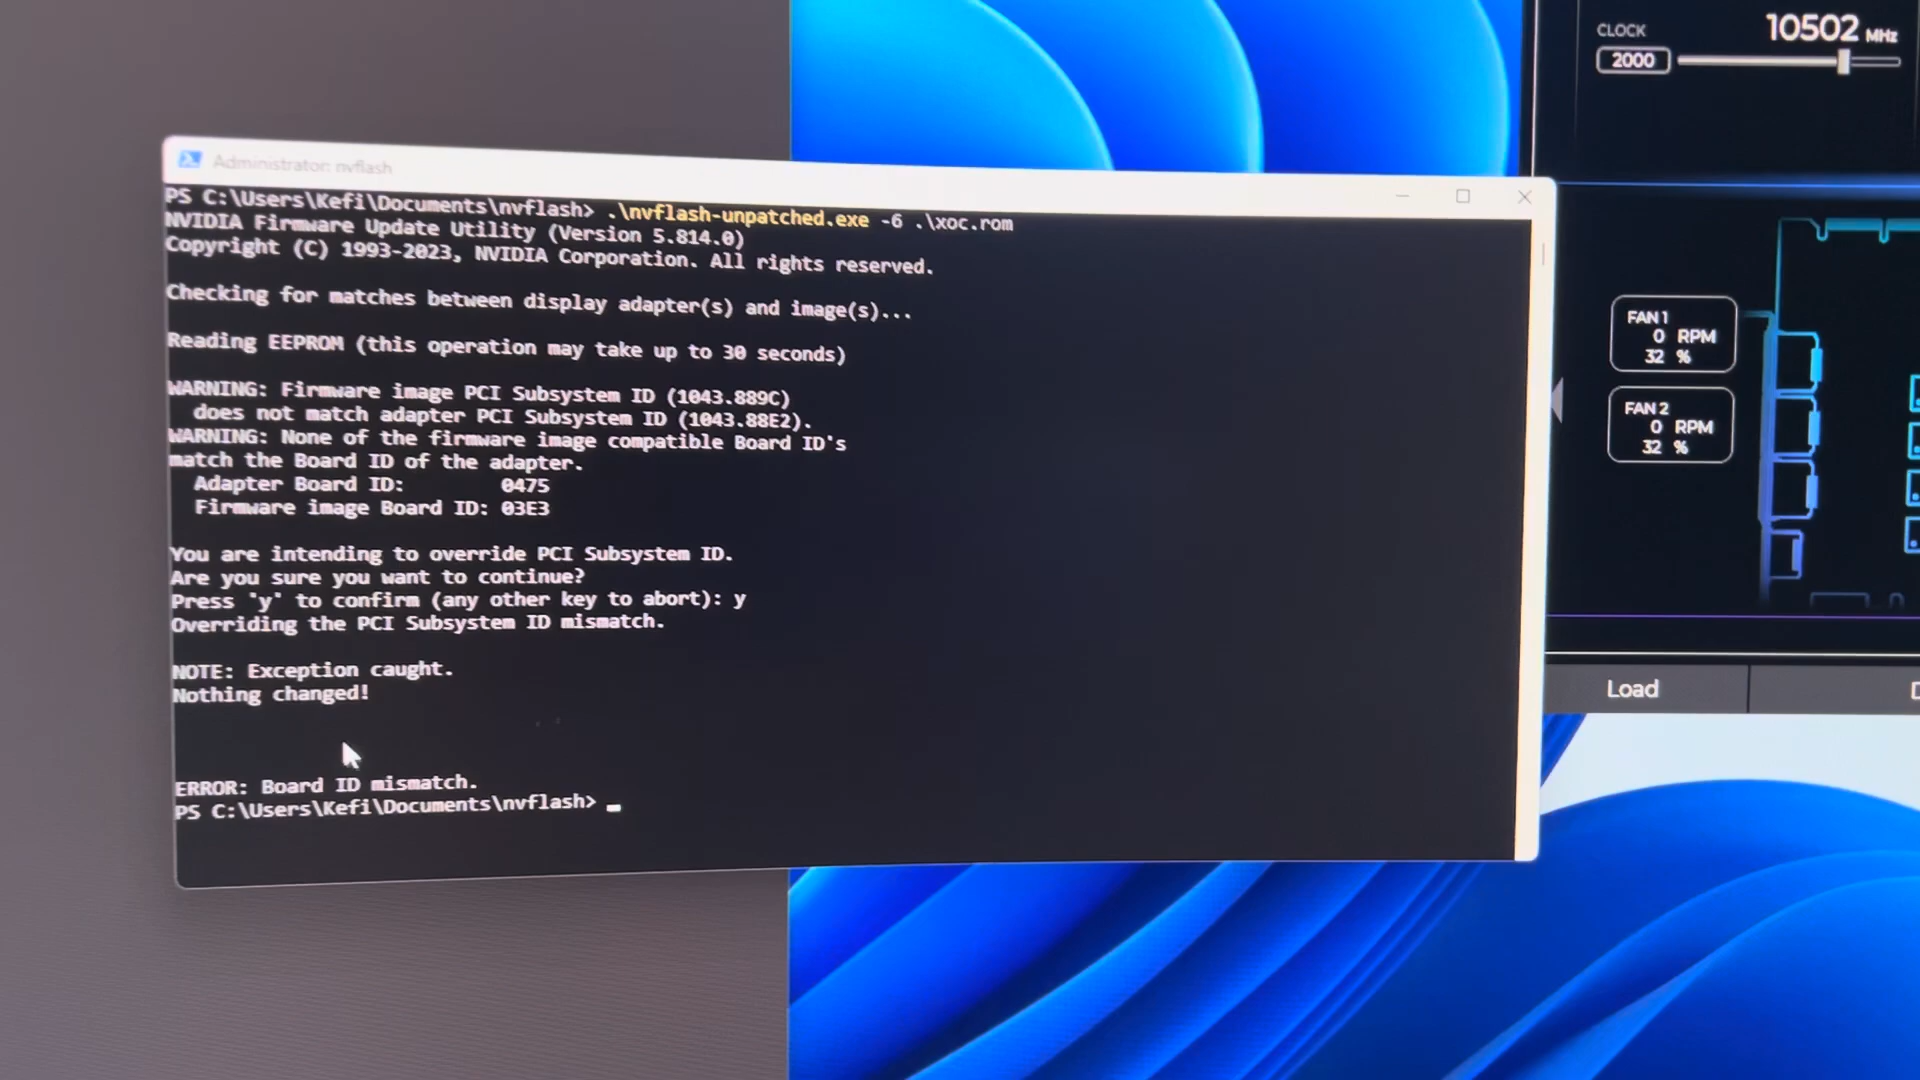 CLOCK
10502 MHz
2000
Administrator: nvflash
PS C:\Users\Kefi\Documents\nvflash> .\nvflash-unpatched.exe -6 .\xoc.rom
NVIDIA Firmware Update Utility (Version 5.814.0)
Copyright (C) 1993-2023, NVIDIA Corporation. All rights reserved.
Checking for matches between display adapter(s) and image(s)...
Reading EEPROM (this operation may take up to 30 seconds)
WARNING: Firmware image PCI Subsystem ID (1043.889C)
does not match adapter PCI Subsystem ID (1043.88E2).
WARNING: None of the firmware image compatible Board ID's
match the Board ID of the adapter.
Adapter Board ID: 0475
Firmware image Board ID: 03E3
You are intending to override PCI Subsystem ID.
Are you sure you want to continue?
Press 'y' to confirm (any other key to abort): y
Overriding the PCI Subsystem ID mismatch.
NOTE: Exception caught.
Nothing changed!
ERROR: Board ID mismatch.
PS C:\Users\Kefi\Documents\nvflash>
FAN 1
0 RPM
32 %
FAN 2
0 RPM
32 %
Load